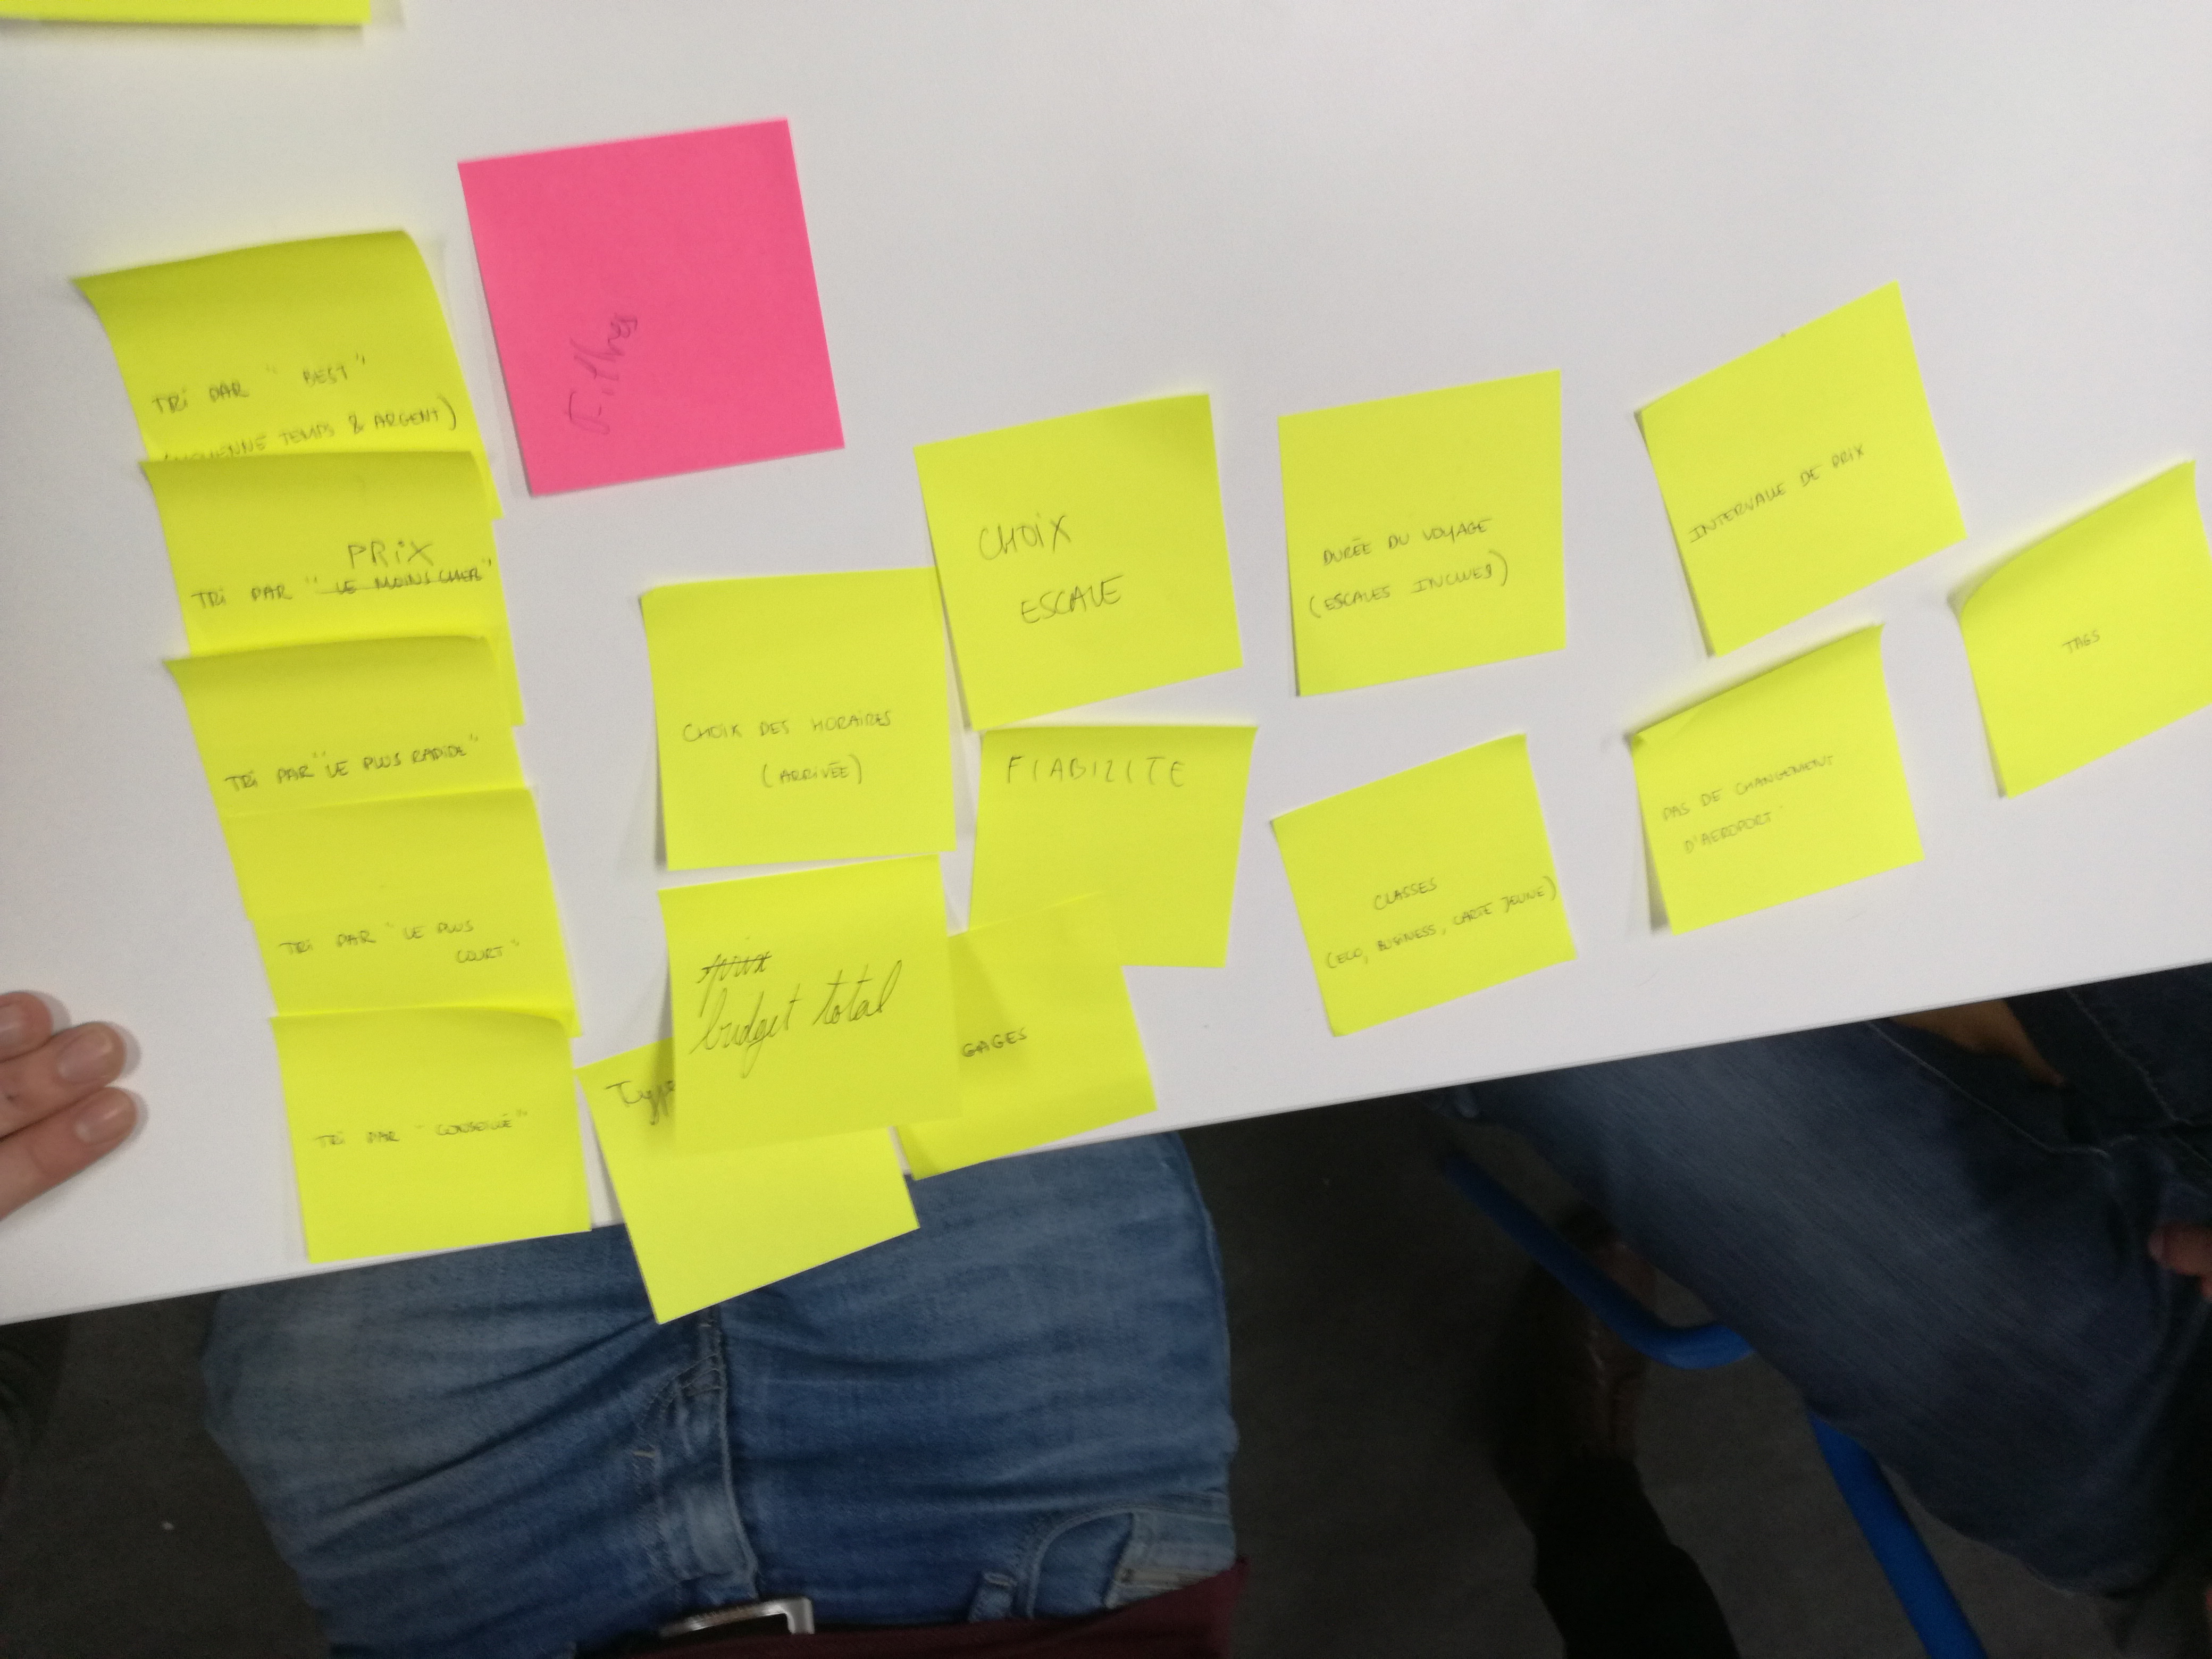 Filtres
TRI PAR "BEST"
(MOYENNE TEMPS & ARGENT)
PRIX
TRI PAR "LE MOINS CHER"
TRI PAR "LE PLUS RAPIDE"
TRI PAR "LE PLUS
COURT"
TRI PAR "CONSEILLÉ"
CHOIX DES HORAIRES
(ARRIVÉE)
prix
budget total
Typ
CHOIX
ESCALE
FIABILITE
GAGES
DURÉE DU VOYAGE
(ESCALES INCLUES)
CLASSES
(ECO, BUSINESS, CARTE JEUNE)
INTERVALLE DE PRIX
PAS DE CHANGEMENT
D'AEROPORT
TAGS